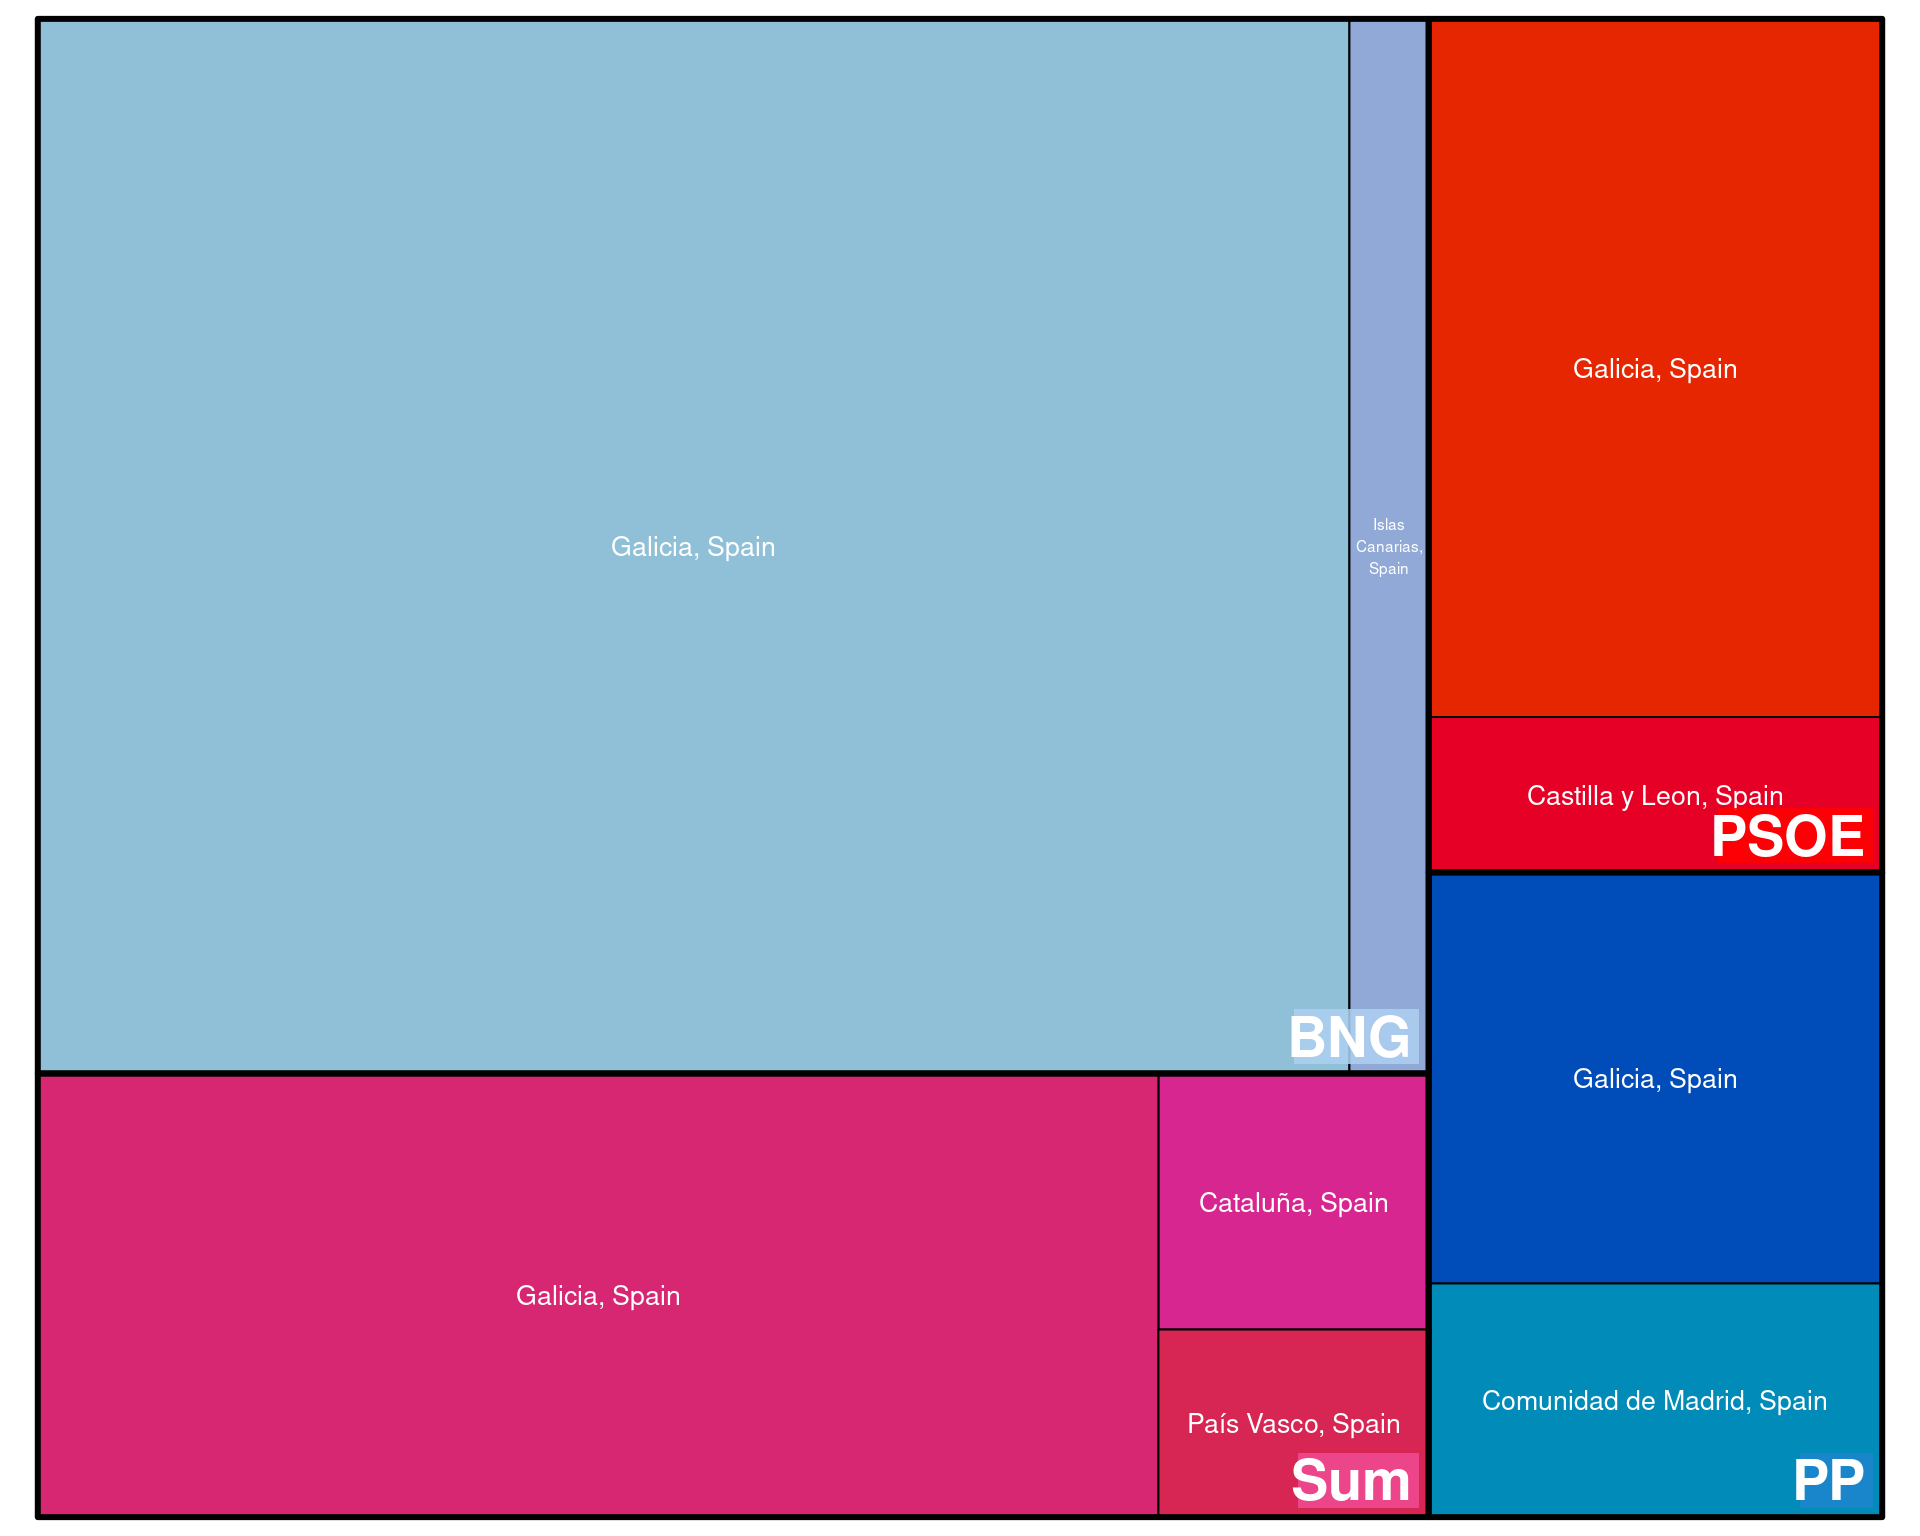 Galicia, Spain
Islas
Canarias,
Spain
BNG
Galicia, Spain
Cataluña, Spain
País Vasco, Spain
Sum
Galicia, Spain
Castilla y Leon, Spain
PSOE
Galicia, Spain
Comunidad de Madrid, Spain
PP